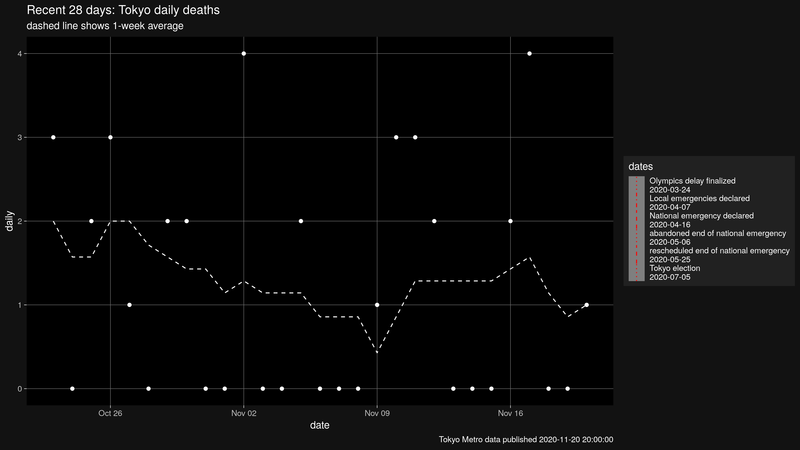 Recent 28 days: Tokyo daily deaths
dashed line shows 1-week average
4
3
2
1
0
daily
Oct 26
Nov 02
Nov 09
Nov 16
date
dates
Olympics delay finalized
2020-03-24
Local emergencies declared
2020-04-07
National emergency declared
2020-04-16
abandoned end of national emergency
2020-05-06
rescheduled end of national emergency
2020-05-25
Tokyo election
2020-07-05
Tokyo Metro data published 2020-11-20 20:00:00